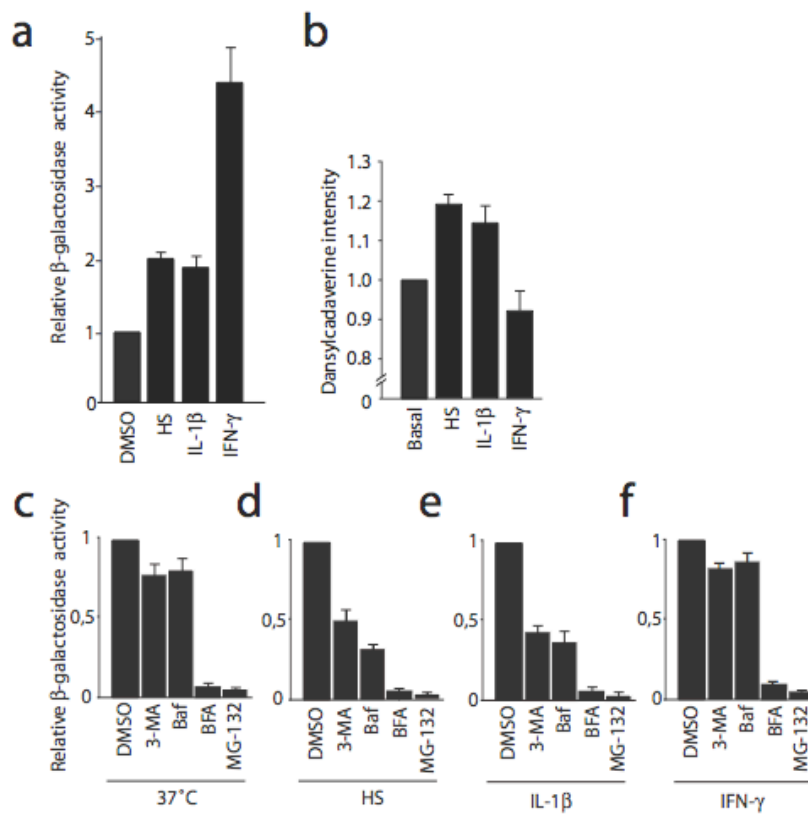 a
Relative β-galactosidase activity
5
4
3
2
1
0
DMSO
HS
IL-1β
IFN-γ
b
Dansylcadaverine intensity
1.3
1.2
1.1
1.0
0.9
0.8
0
Basal
HS
IL-1β
IFN-γ
c
Relative β-galactosidase activity
1
0,5
0
DMSO
3-MA
Baf
BFA
MG-132
37°C
d
1
0,5
0
DMSO
3-MA
Baf
BFA
MG-132
HS
e
1
0,5
0
DMSO
3-MA
Baf
BFA
MG-132
IL-1β
f
1
0,5
0
DMSO
3-MA
Baf
BFA
MG-132
IFN-γ